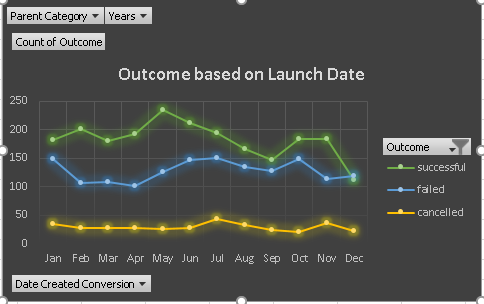 Parent Category Years
Count of Outcome
Outcome based on Launch Date
250
200
150
100
50
0
Jan Feb Mar Apr May Jun Jul Aug Sep Oct Nov Dec
Outcome
successful
failed
cancelled
Date Created Conversion